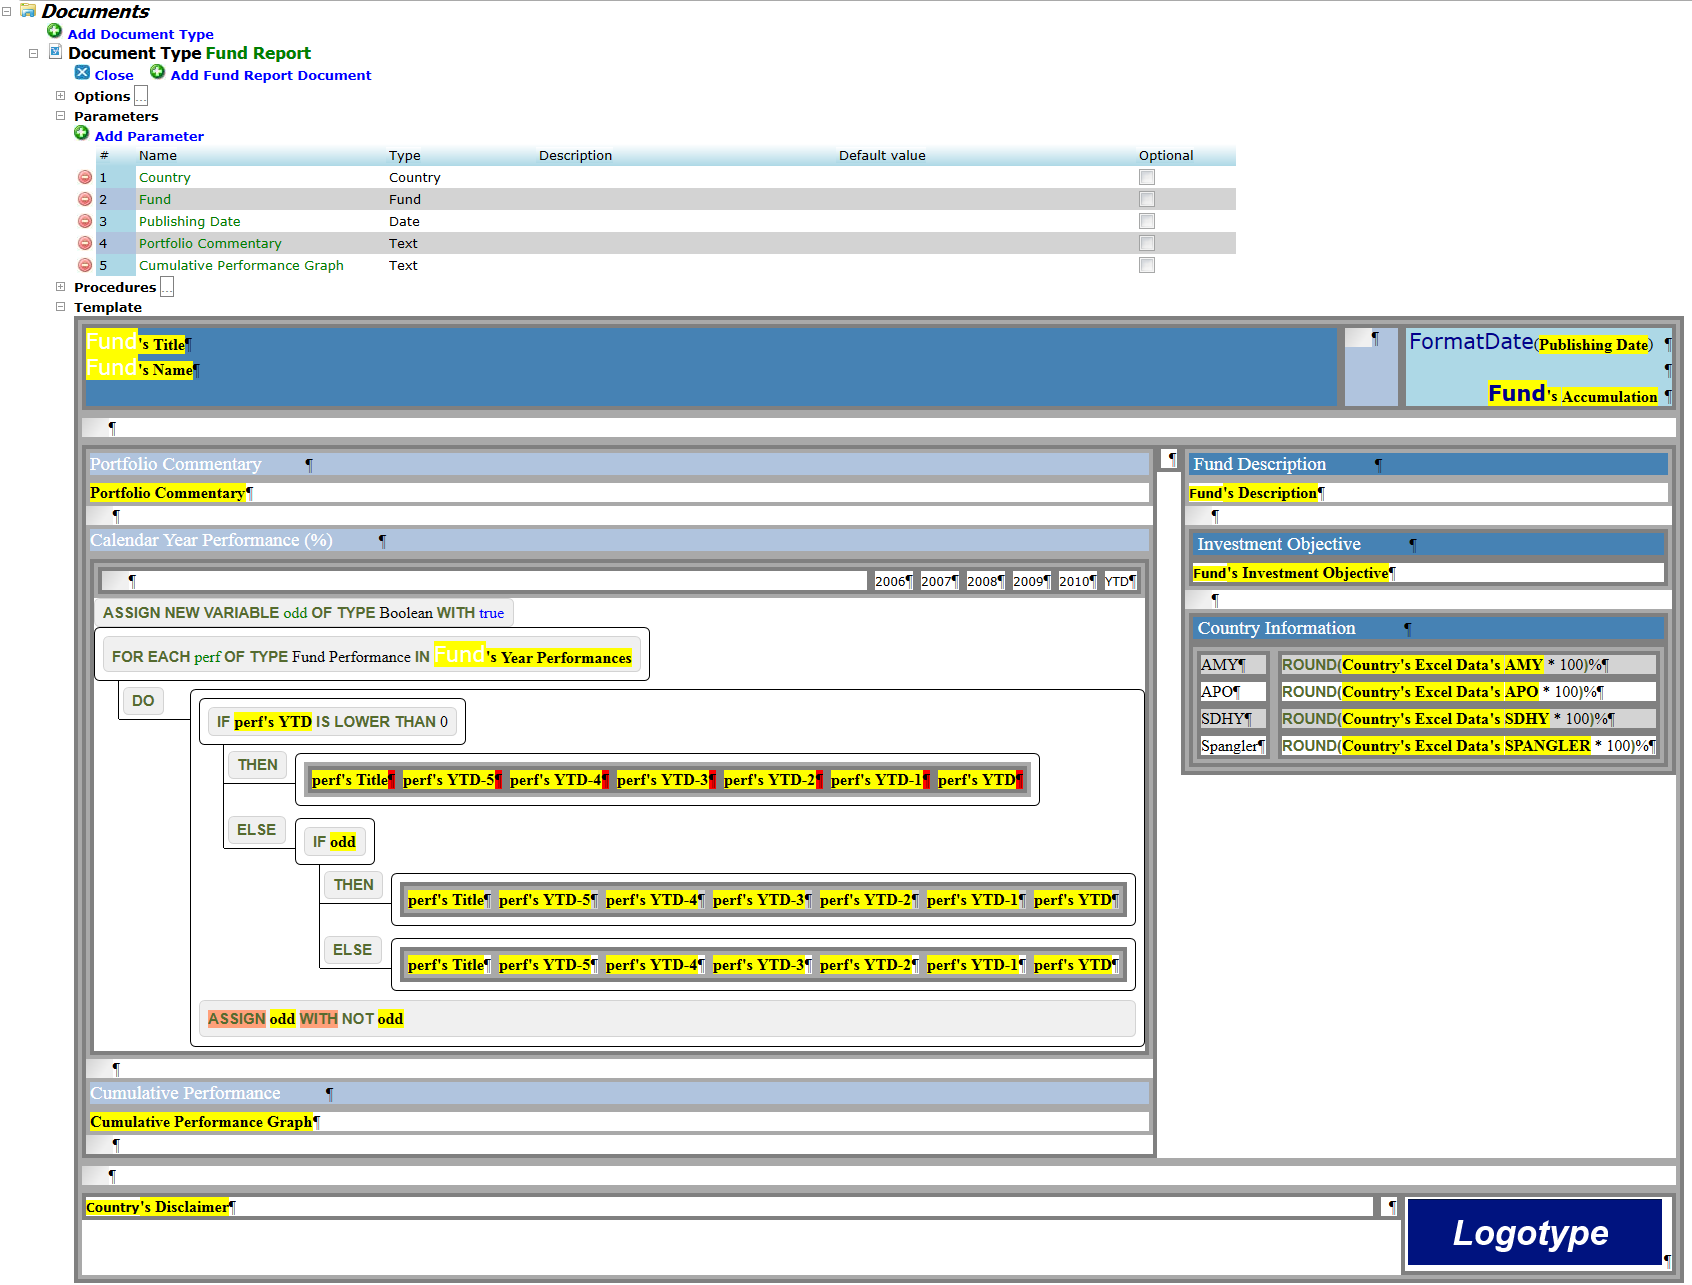 Documents
Add Document Type
Document Type Fund Report
Close Add Fund Report Document
Options ...
Parameters
Add Parameter
# Name Type Description Default value Optional
1 Country Country
2 Fund Fund
3 Publishing Date Date
4 Portfolio Commentary Text
5 Cumulative Performance Graph Text
Procedures ...
Template
Fund's Title¶
Fund's Name¶
¶
FormatDate(Publishing Date) ¶
¶
Fund's Accumulation ¶
¶
Portfolio Commentary ¶
Portfolio Commentary¶
¶
Calendar Year Performance (%) ¶
¶ 2006¶ 2007¶ 2008¶ 2009¶ 2010¶ YTD¶
ASSIGN NEW VARIABLE odd OF TYPE Boolean WITH true
FOR EACH perf OF TYPE Fund Performance IN Fund's Year Performances
DO
IF perf's YTD IS LOWER THAN 0
THEN
perf's Title¶ perf's YTD-5¶ perf's YTD-4¶ perf's YTD-3¶ perf's YTD-2¶ perf's YTD-1¶ perf's YTD¶
ELSE
IF odd
THEN
perf's Title¶ perf's YTD-5¶ perf's YTD-4¶ perf's YTD-3¶ perf's YTD-2¶ perf's YTD-1¶ perf's YTD¶
ELSE
perf's Title¶ perf's YTD-5¶ perf's YTD-4¶ perf's YTD-3¶ perf's YTD-2¶ perf's YTD-1¶ perf's YTD¶
ASSIGN odd WITH NOT odd
¶
Cumulative Performance ¶
Cumulative Performance Graph¶
¶
¶
Fund Description ¶
Fund's Description¶
¶
Investment Objective ¶
Fund's Investment Objective¶
¶
Country Information ¶
AMY¶ ROUND(Country's Excel Data's AMY * 100)%¶
APO¶ ROUND(Country's Excel Data's APO * 100)%¶
SDHY¶ ROUND(Country's Excel Data's SDHY * 100)%¶
Spangler¶ ROUND(Country's Excel Data's SPANGLER * 100)%¶
¶
Country's Disclaimer¶
¶
Logotype ¶